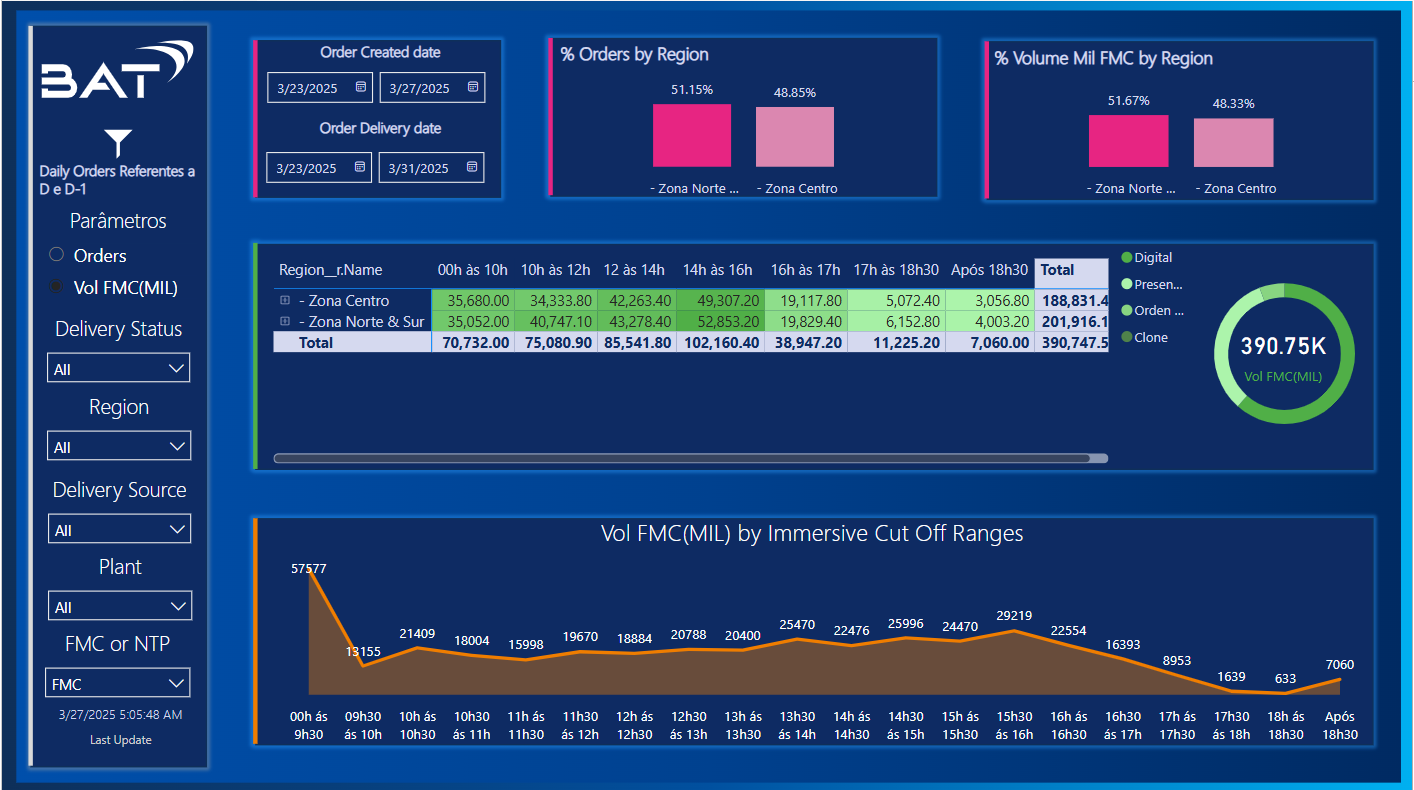 BAT
Daily Orders Referentes a
D e D-1
Parâmetros
Orders
Vol FMC(MIL)
Delivery Status
All
Region
All
Delivery Source
All
Plant
All
FMC or NTP
FMC
3/27/2025 5:05:48 AM
Last Update
Order Created date
3/23/2025 3/27/2025
Order Delivery date
3/23/2025 3/31/2025
% Orders by Region
51.15% 48.85%
- Zona Norte ... - Zona Centro
% Volume Mil FMC by Region
51.67% 48.33%
- Zona Norte ... - Zona Centro
Region__r.Name 00h às 10h 10h às 12h 12 às 14h 14h às 16h 16h às 17h 17h às 18h30 Após 18h30 Total
- Zona Centro 35,680.00 34,333.80 42,263.40 49,307.20 19,117.80 5,072.40 3,056.80 188,831.4
- Zona Norte & Sur 35,052.00 40,747.10 43,278.40 52,853.20 19,829.40 6,152.80 4,003.20 201,916.1
Total 70,732.00 75,080.90 85,541.80 102,160.40 38,947.20 11,225.20 7,060.00 390,747.5
Digital
Presen...
Orden ...
Clone
390.75K
Vol FMC(MIL)
Vol FMC(MIL) by Immersive Cut Off Ranges
57577 13155 21409 18004 15998 19670 18884 20788 20400 25470 22476 25996 24470 29219 22554 16393 8953 1639 633 7060
00h ás 09h30 10h ás 10h30 11h ás 11h30 12h ás 12h30 13h ás 13h30 14h ás 14h30 15h ás 15h30 16h ás 16h30 17h ás 17h30 18h ás Após
9h30 ás 10h 10h30 ás 11h 11h30 ás 12h 12h30 ás 13h 13h30 ás 14h 14h30 ás 15h 15h30 ás 16h 16h30 ás 17h 17h30 ás 18h 18h30 18h30